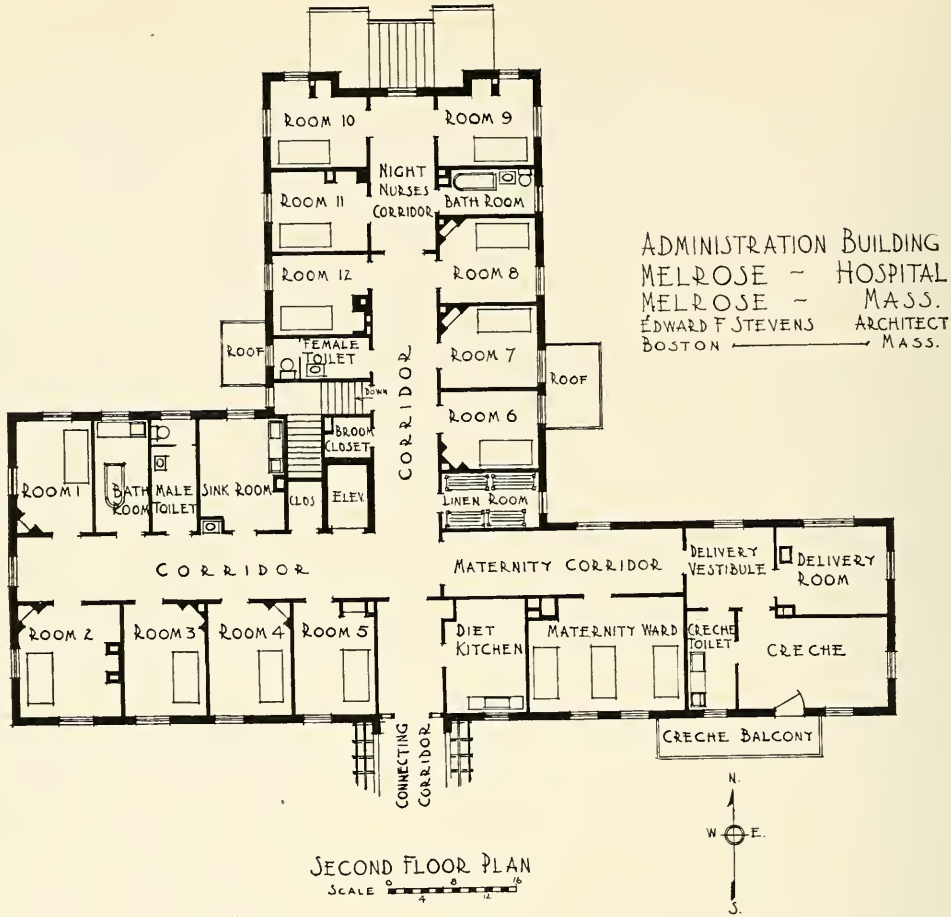 ROOM 10
ROOM 9
NIGHT
NURSES
CORRIDOR
ROOM 11
BATH ROOM
ROOM 12
ROOM 8
ADMINISTRATION BUILDING
MELROSE ~ HOSPITAL
MELROSE ~ MASS.
EDWARD F STEVENS ARCHITECT
BOSTON MASS.
ROOF
FEMALE
TOILET
ROOM 7
ROOF
DOWN
CORRIDOR
ROOM 6
BROOM
CLOSET
ROOM 1
BATH
ROOM
MALE
TOILET
SINK ROOM
CLOS
ELEV.
LINEN ROOM
CORRIDOR
MATERNITY CORRIDOR
DELIVERY
VESTIBULE
DELIVERY
ROOM
ROOM 2
ROOM 3
ROOM 4
ROOM 5
DIET
KITCHEN
MATERNITY WARD
CRECHE
TOILET
CRECHE
CONNECTING
CORRIDOR
CRECHE BALCONY
N.
W E.
S.
SECOND FLOOR PLAN
SCALE 0 4 8 12 16